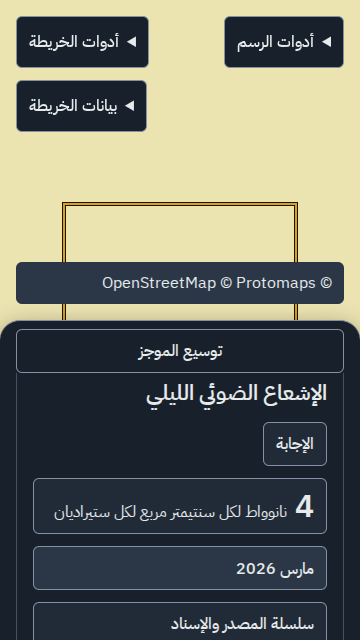 أدوات الرسم
أدوات الخريطة
بيانات الخريطة
© OpenStreetMap © Protomaps
توسيع الموجز
الإشعاع الضوئي الليلي
الإجابة
4 نانوواط لكل سنتيمتر مربع لكل ستيراديان
مارس 2026
سلسلة المصدر والإسناد